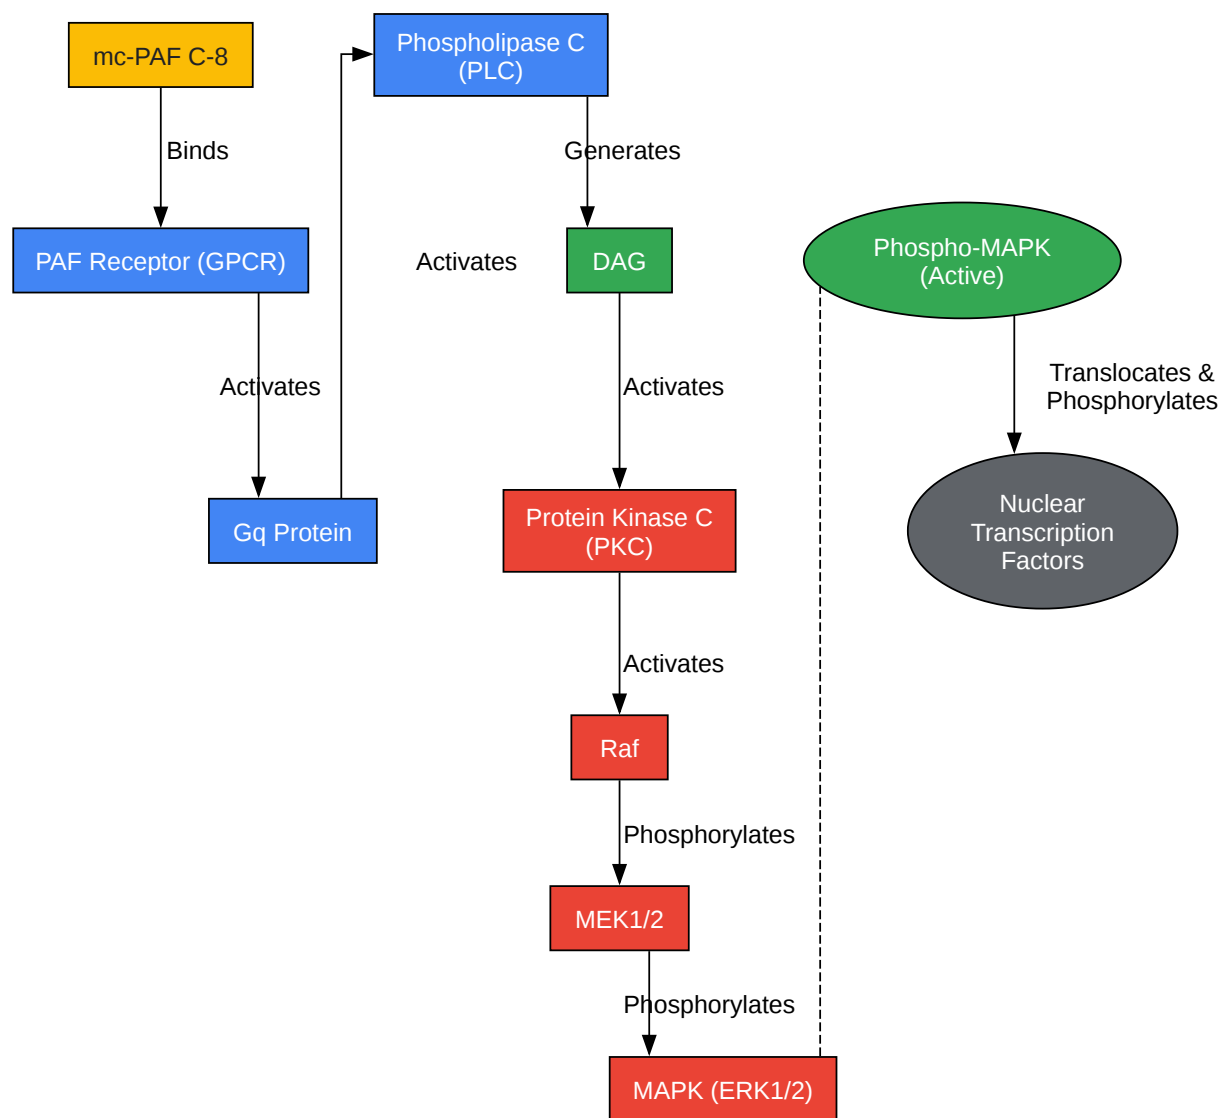 mc-PAF C-8
Binds
PAF Receptor (GPCR)
Activates
Gq Protein
Activates
Phospholipase C
(PLC)
Generates
DAG
Activates
Protein Kinase C
(PKC)
Activates
Raf
Phosphorylates
MEK1/2
Phosphorylates
MAPK (ERK1/2)
Phospho-MAPK
(Active)
Translocates &
Phosphorylates
Nuclear
Transcription
Factors